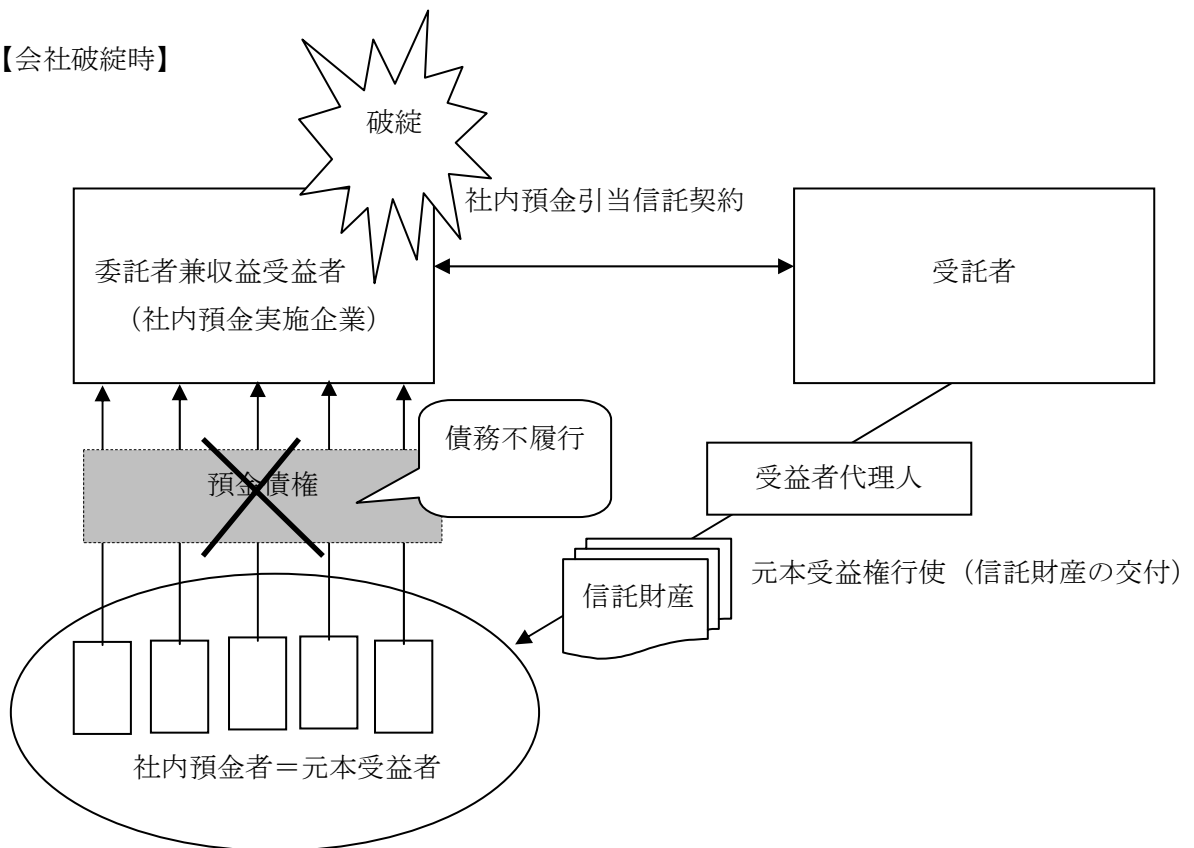 【会社破綻時】
破綻
社内預金引当信託契約
委託者兼収益受益者
（社内預金実施企業）
受託者
債務不履行
預金債権
受益者代理人
元本受益権行使（信託財産の交付）
信託財産
社内預金者＝元本受益者